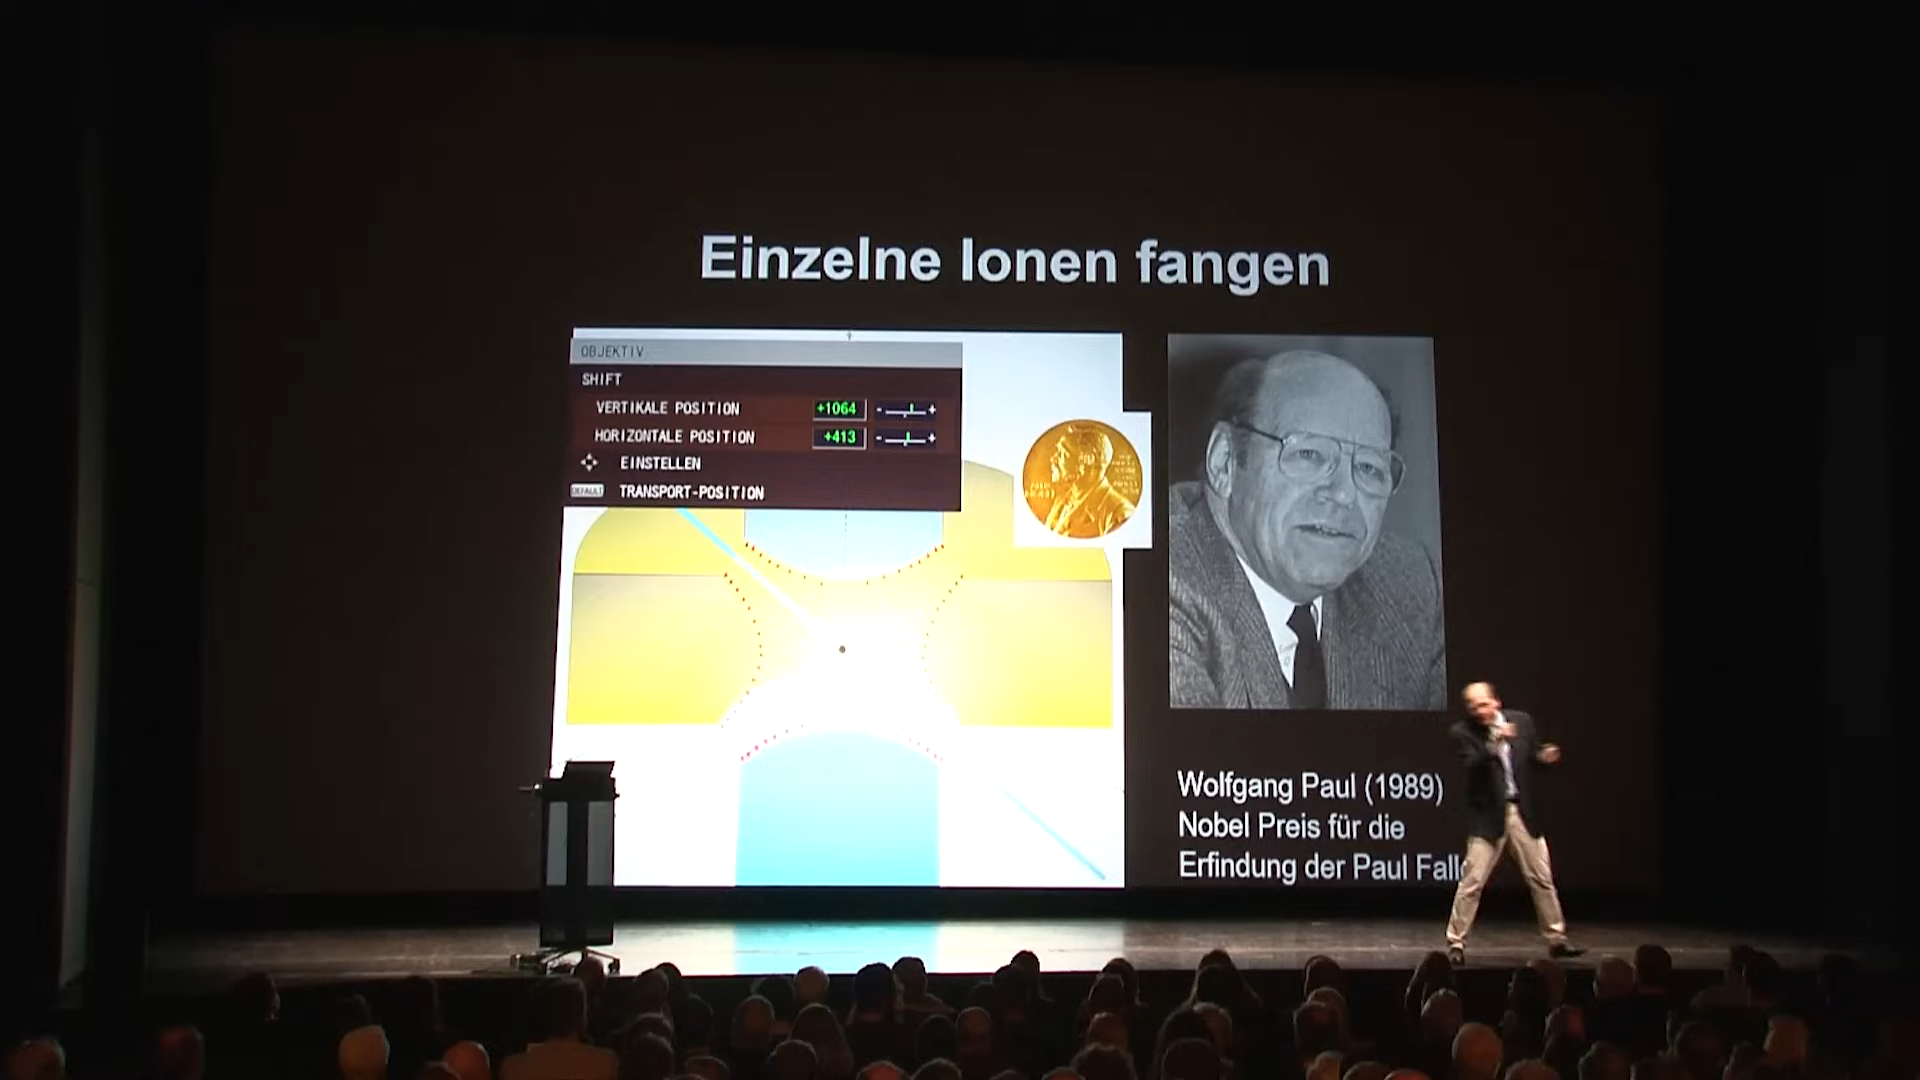 Einzelne Ionen fangen
OBJEKTIV
SHIFT
VERTIKALE POSITION +1064 - +
HORIZONTALE POSITION +413 - +
EINSTELLEN
DEFAULT TRANSPORT-POSITION
Wolfgang Paul (1989)
Nobel Preis für die
Erfindung der Paul Falle